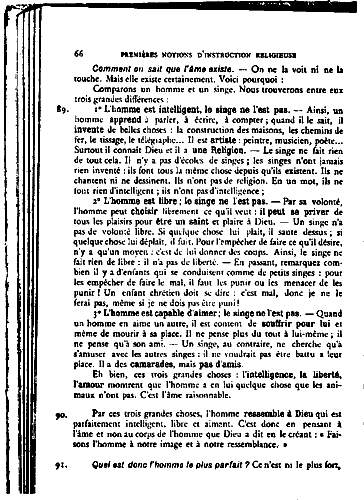 66 PREMIÈRES NOTIONS D'INSTRUCTION RELIGIEUSE
Comment on sait que l'âme existe. — On ne la voit ni ne la
touche. Mais elle existe certainement. Voici pourquoi :
Comparons un homme et un singe. Nous trouverons entre eux
trois grandes différences :
89. 1° L'homme est intelligent, le singe ne l'est pas. — Ainsi, un
homme apprend à parler, à écrire, à compter ; quand il le sait, il
invente de belles choses : la construction des maisons, les chemins de
fer, le tissage, le télégraphe... Il est artiste : peintre, musicien, poète...
Surtout il connaît Dieu et il a une Religion. — Le singe ne fait rien
de tout cela. Il n'y a pas d'écoles de singes ; les singes n'ont jamais
rien inventé : ils font tous la même chose depuis qu'ils existent. Ils ne
chantent ni ne dessinent. Ils n'ont pas de religion. En un mot, ils ne
font rien d'intelligent ; ils n'ont pas d'intelligence ;
2° L'homme est libre ; le singe ne l'est pas. — Par sa volonté,
l'homme peut choisir librement ce qu'il veut : il peut se priver de
tous les plaisirs pour être un saint et plaire à Dieu. — Un singe n'a
pas de volonté libre. Si quelque chose lui plaît, il saute dessus ; si
quelque chose lui déplaît, il fuit. Pour l'empêcher de faire ce qu'il désire,
n'y a qu'un moyen : c'est de lui donner des coups. Ainsi, le singe ne
fait rien de libre : il n'a pas de liberté. — En passant, remarquez com-
bien il y a d'enfants qui se conduisent comme de petits singes : pour
les empêcher de faire le mal, il faut les punir ou les menacer de les
punir ! Un enfant chrétien doit se dire : c'est mal, donc je ne le
ferai pas, même si je ne dois pas être puni !
3° L'homme est capable d'aimer ; le singe ne l'est pas. — Quand
un homme en aime un autre, il est content de souffrir pour lui et
même de mourir à sa place. Il ne pense plus du tout à lui-même ; il
ne pense qu'à son ami. — Un singe, au contraire, ne cherche qu'à
s'amuser avec les autres singes : il ne voudrait pas être battu à leur
place. Il a des camarades, mais pas d'amis.
Eh bien, ces trois grandes choses : l'intelligence, la liberté,
l'amour montrent que l'homme a en lui quelque chose que les ani-
maux n'ont pas. C'est l'âme raisonnable.
90. Par ces trois grandes choses, l'homme ressemble à Dieu qui est
parfaitement intelligent, libre et aimant. C'est donc en pensant à
l'âme et non au corps de l'homme que Dieu a dit en le créant : « Fai-
sons l'homme à notre image et à notre ressemblance. »
91. Quel est donc l'homme le plus parfait ? Ce n'est ni le plus fort,